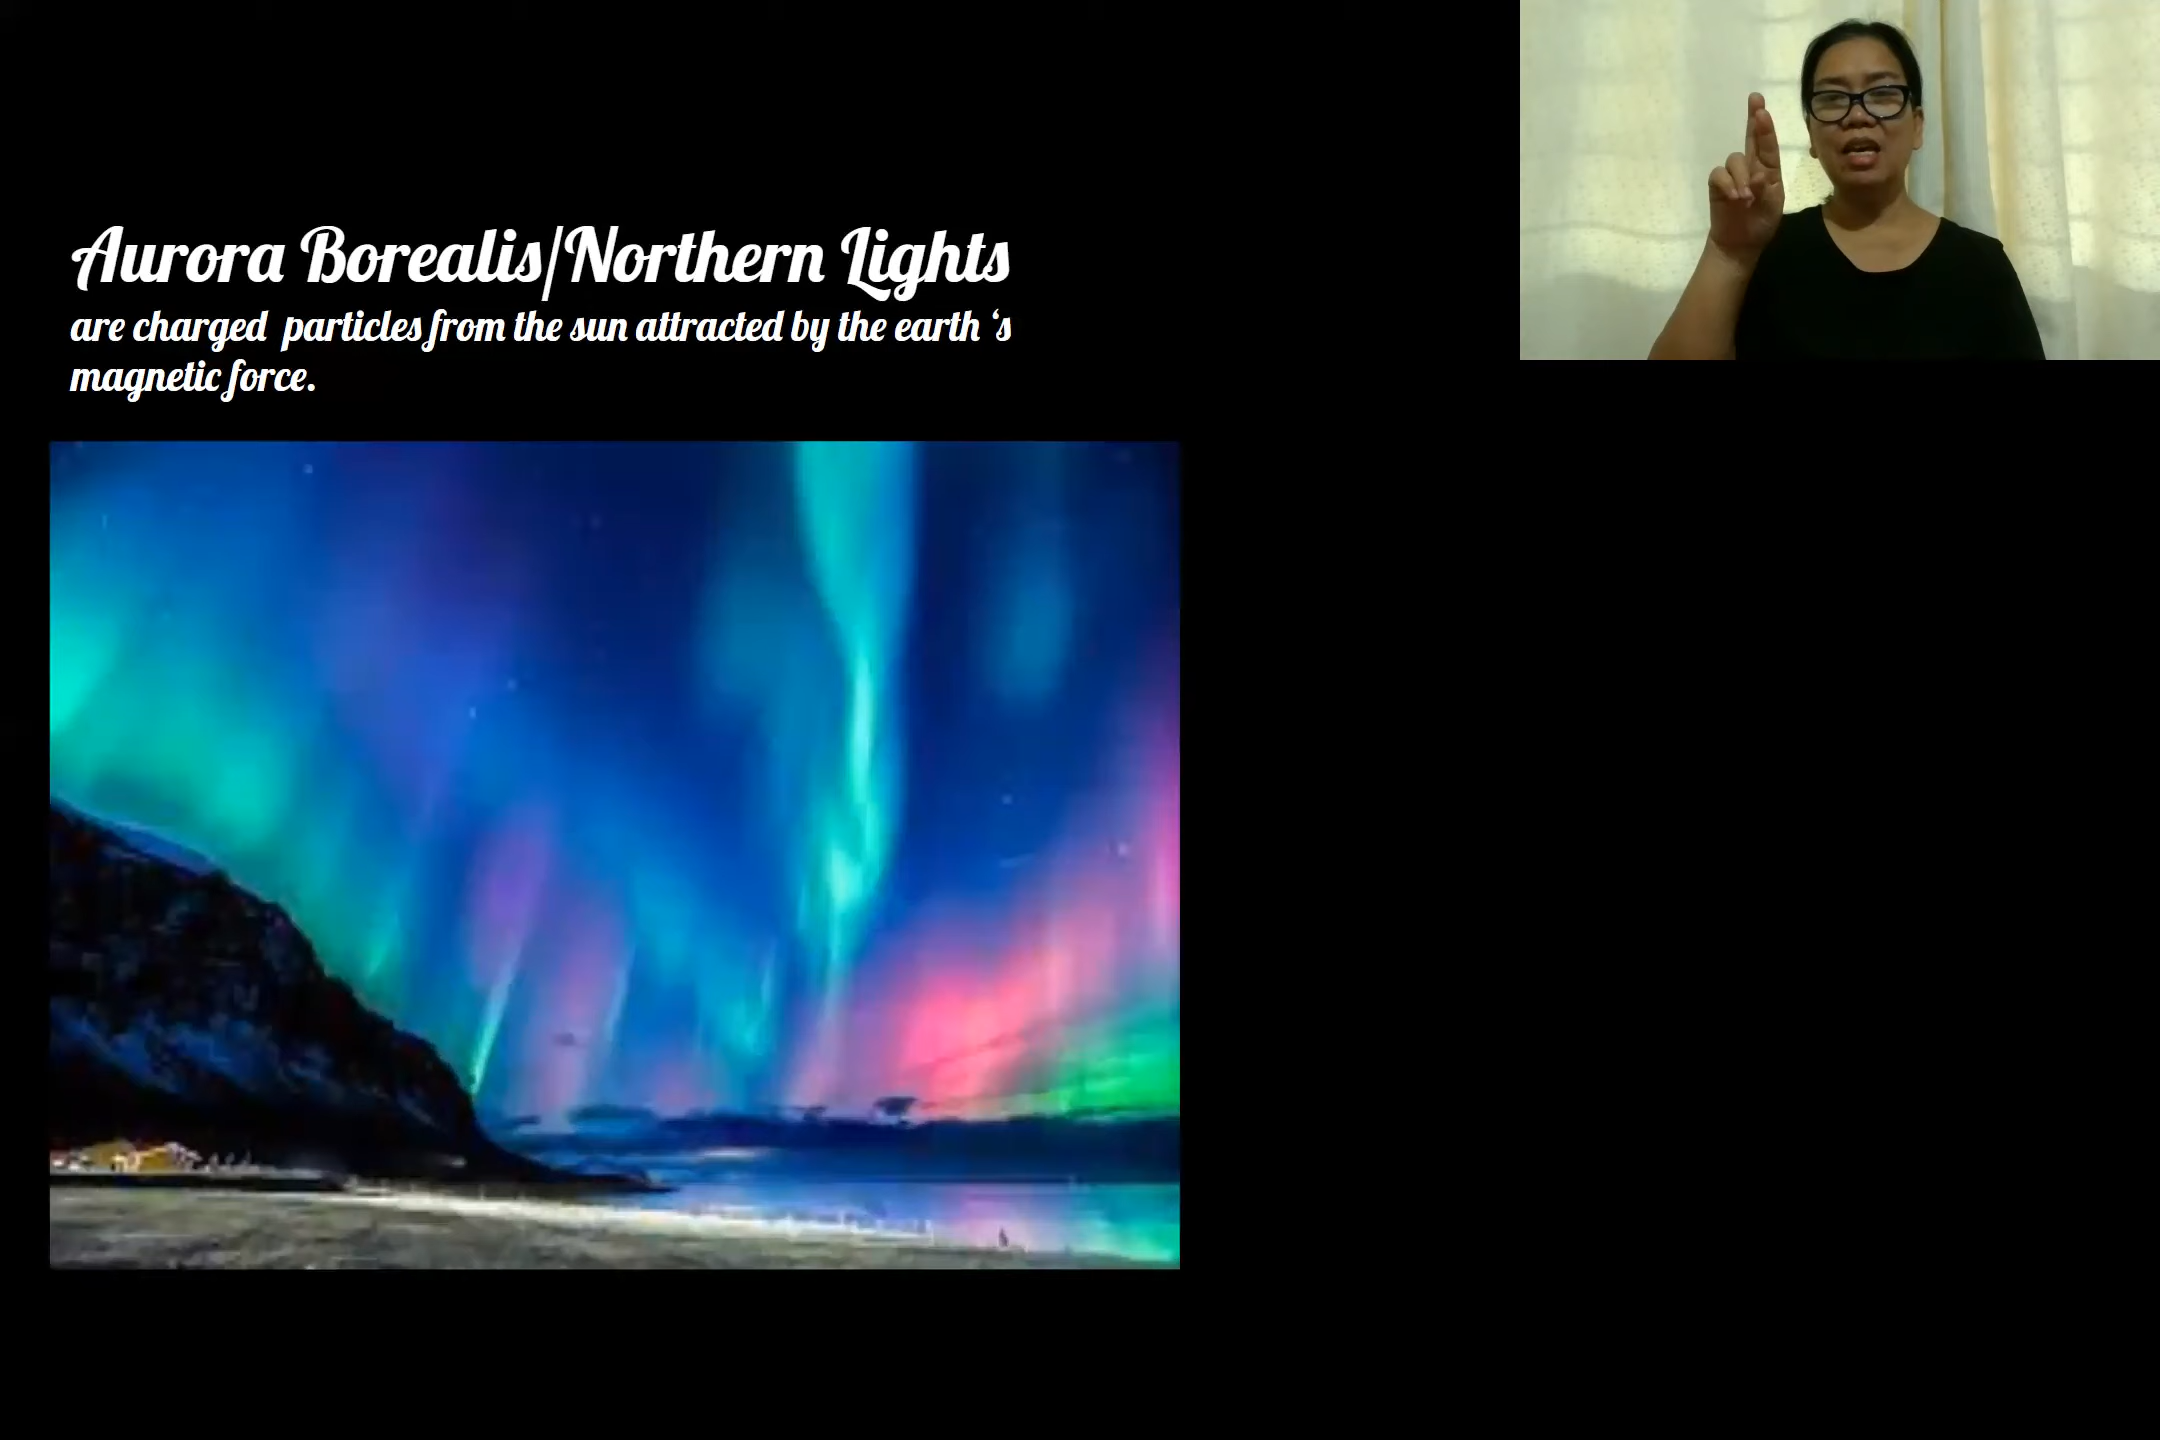 Aurora Borealis/Northern Lights
are charged  particles from the sun attracted by the earth ‘s
magnetic force.